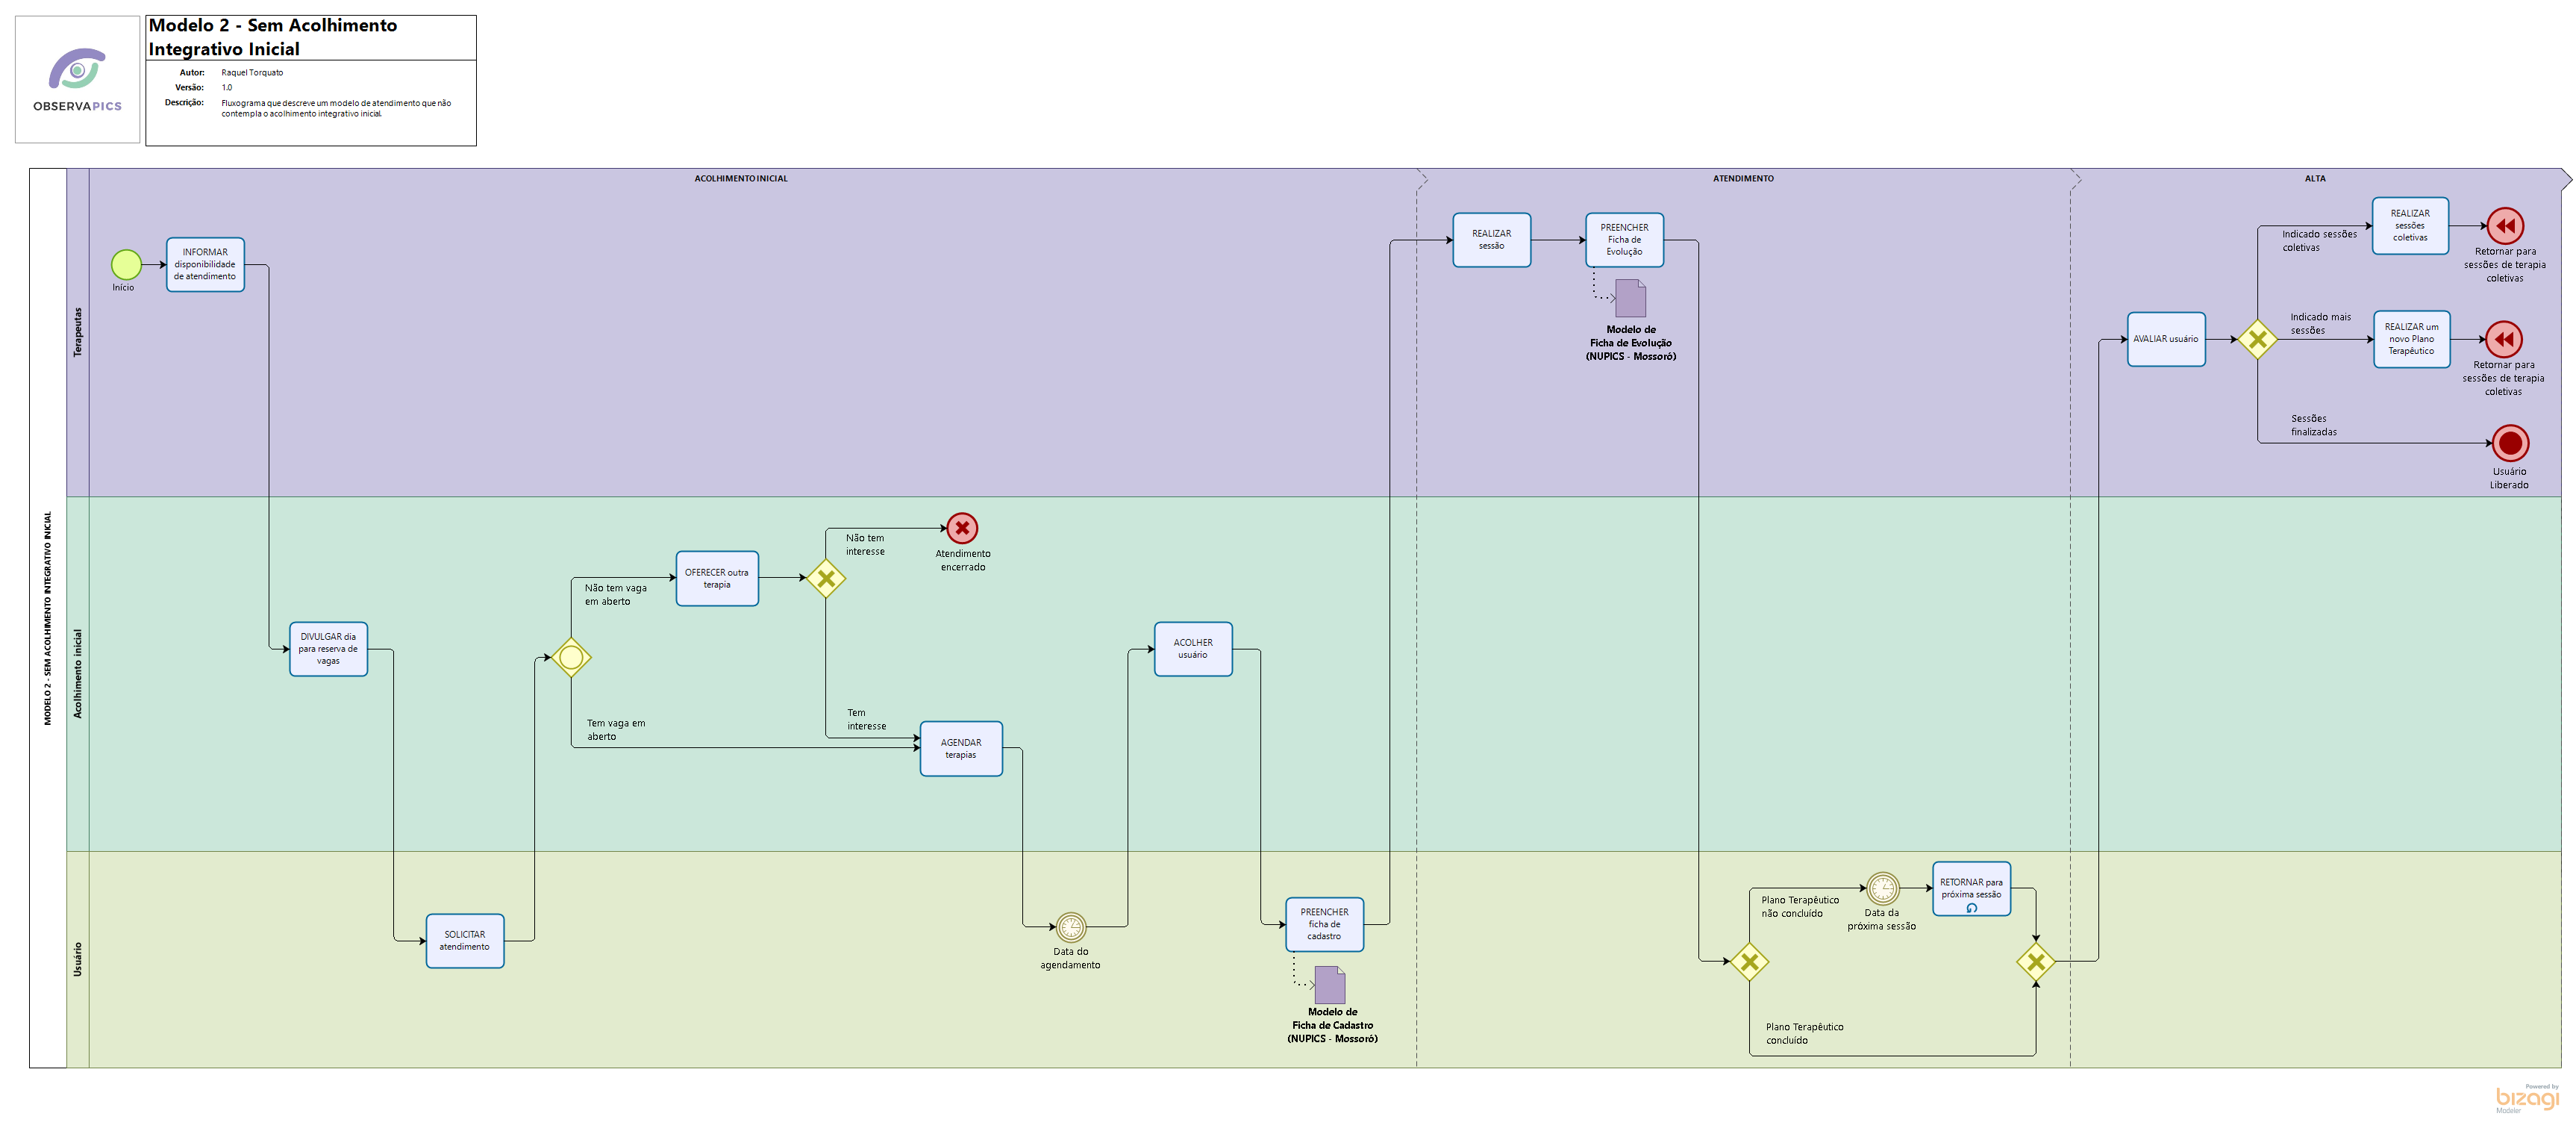 OBSERVAPICS
Modelo 2 - Sem Acolhimento
Integrativo Inicial
Autor: Raquel Torquato
Versão: 1.0
Descrição: Fluxograma que descreve um modelo de atendimento que não
contempla o acolhimento integrativo inicial.
MODELO 2 - SEM ACOLHIMENTO INTEGRATIVO INICIAL
ACOLHIMENTO INICIAL
ATENDIMENTO
ALTA
Terapeutas
Início
INFORMAR
disponibilidade
de atendimento
REALIZAR
sessão
PREENCHER
Ficha de
Evolução
Modelo de
Ficha de Evolução
(NUPICS - Mossoró)
AVALIAR usuário
Indicado sessões
coletivas
REALIZAR
sessões
coletivas
Retornar para
sessões de terapia
coletivas
Indicado mais
sessões
REALIZAR um
novo Plano
Terapêutico
Retornar para
sessões de terapia
coletivas
Sessões
finalizadas
Usuário
Liberado
Acolhimento inicial
DIVULGAR dia
para reserva de
vagas
Não tem vaga
em aberto
OFERECER outra
terapia
Não tem
interesse
Atendimento
encerrado
Tem vaga em
aberto
Tem
interesse
AGENDAR
terapias
ACOLHER
usuário
Usuário
SOLICITAR
atendimento
Data do
agendamento
PREENCHER
ficha de
cadastro
Modelo de
Ficha de Cadastro
(NUPICS - Mossoró)
Plano Terapêutico
não concluído
Data da
próxima sessão
RETORNAR para
próxima sessão
Plano Terapêutico
concluído
Powered by
bizagi
Modeler